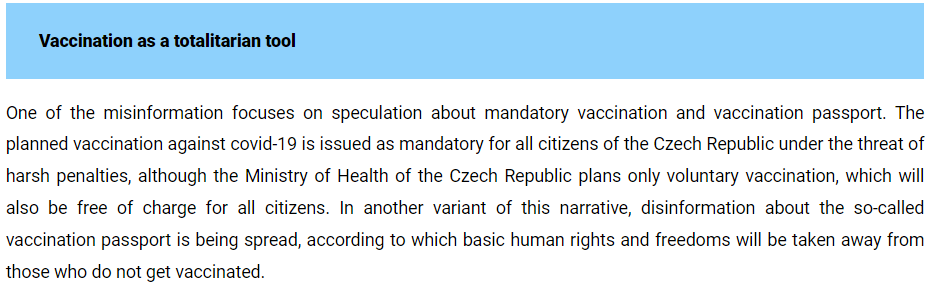 Vaccination as a totalitarian tool
One of the misinformation focuses on speculation about mandatory vaccination and vaccination passport. The
planned vaccination against covid-19 is issued as mandatory for all citizens of the Czech Republic under the threat of
harsh penalties, although the Ministry of Health of the Czech Republic plans only voluntary vaccination, which will
also be free of charge for all citizens. In another variant of this narrative, disinformation about the so-called
vaccination passport is being spread, according to which basic human rights and freedoms will be taken away from
those who do not get vaccinated.